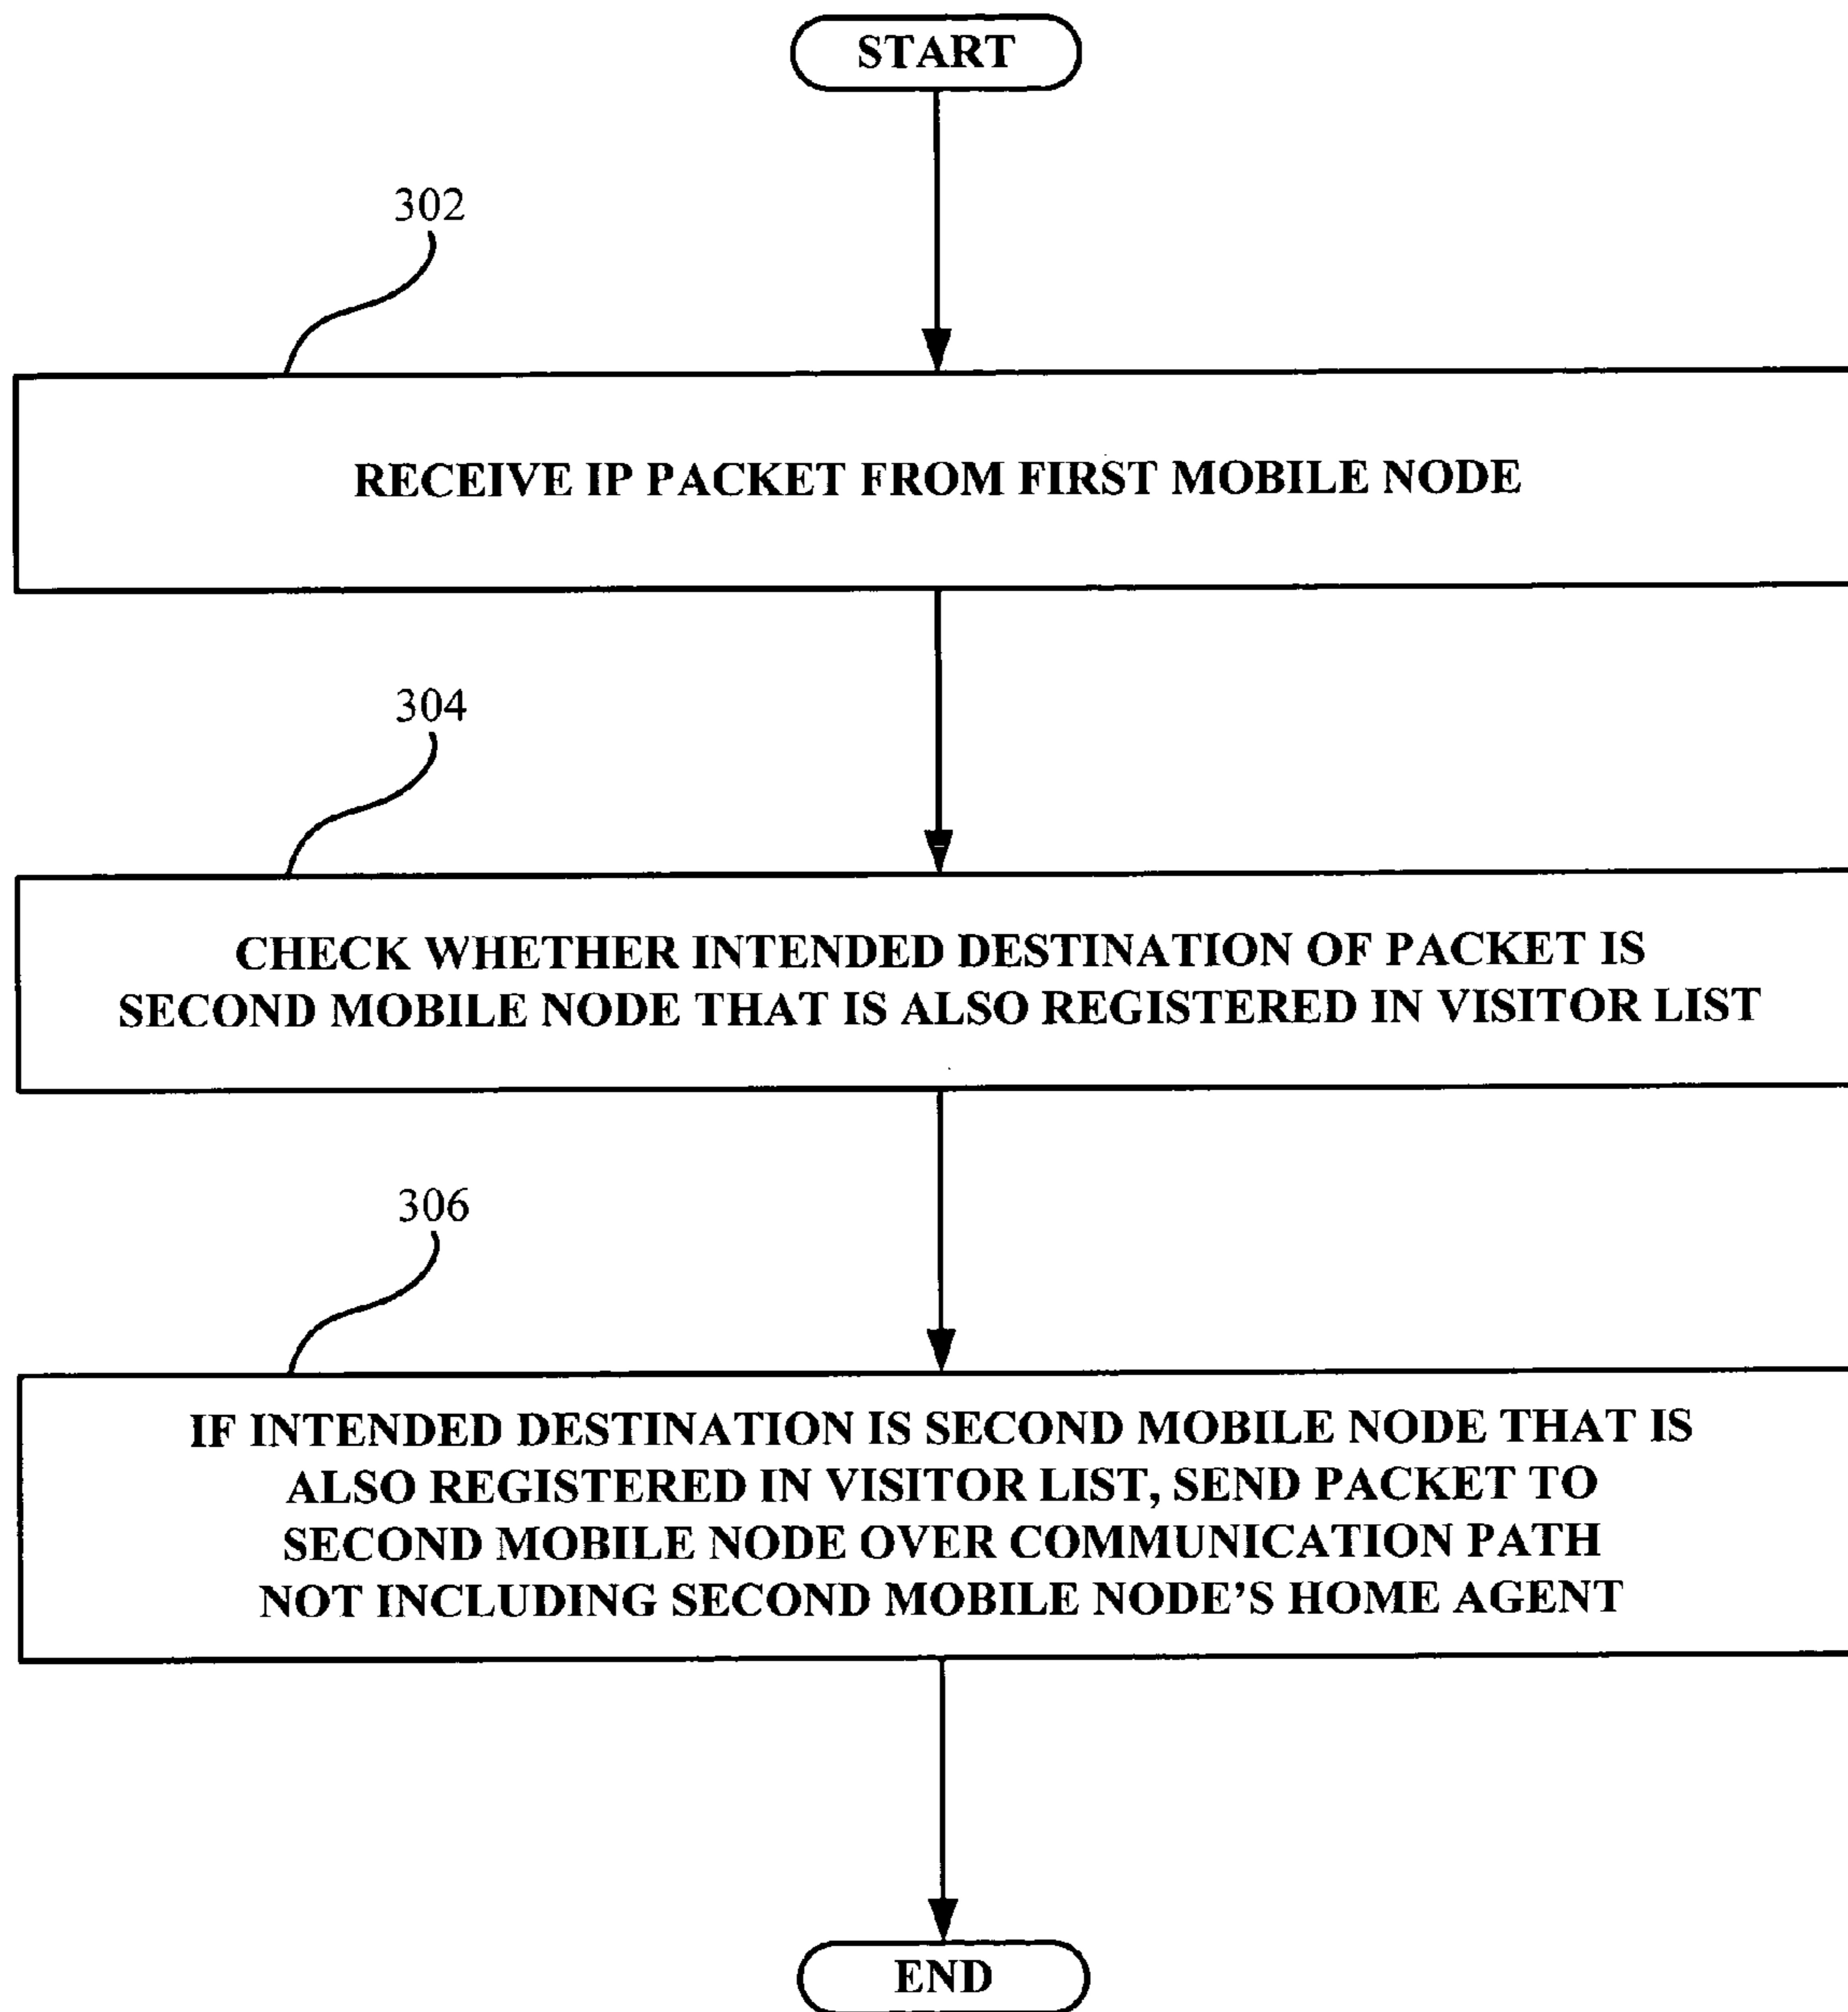 START
302
RECEIVE IP PACKET FROM FIRST MOBILE NODE
304
CHECK WHETHER INTENDED DESTINATION OF PACKET IS
SECOND MOBILE NODE THAT IS ALSO REGISTERED IN VISITOR LIST
306
IF INTENDED DESTINATION IS SECOND MOBILE NODE THAT IS
ALSO REGISTERED IN VISITOR LIST, SEND PACKET TO
SECOND MOBILE NODE OVER COMMUNICATION PATH
NOT INCLUDING SECOND MOBILE NODE'S HOME AGENT
END